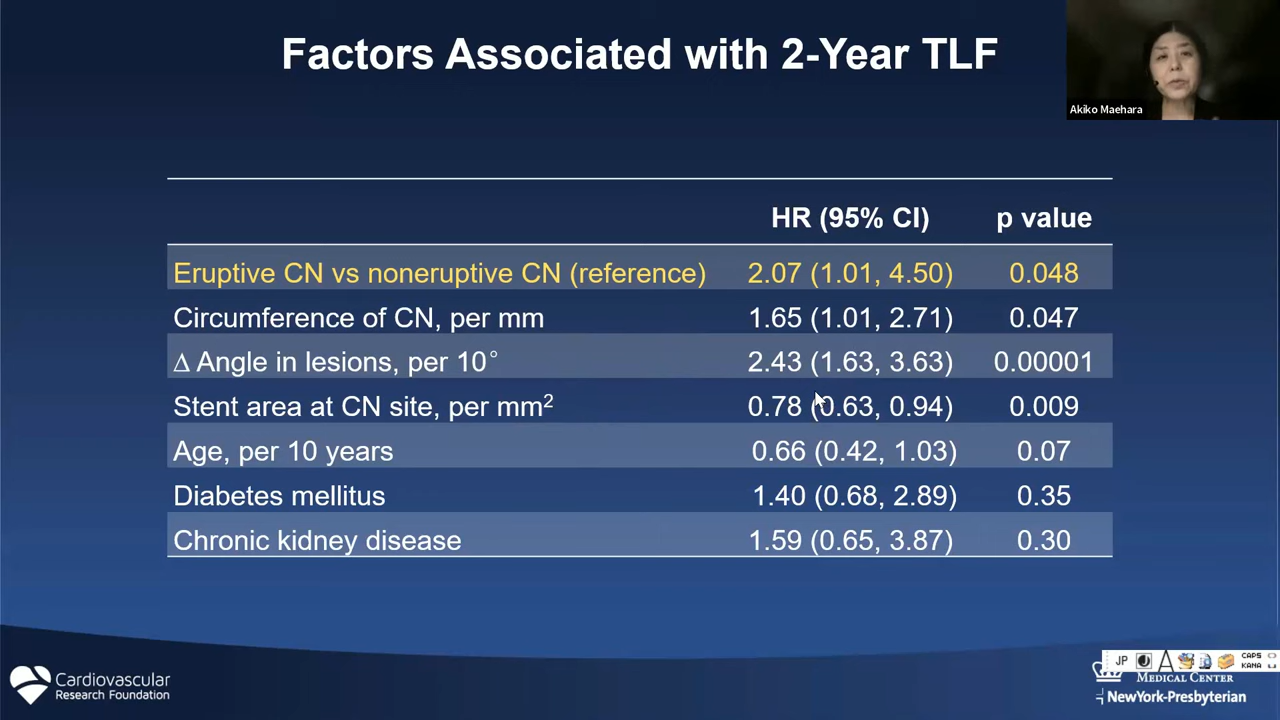 Factors Associated with 2-Year TLF
Akiko Maehara
HR (95% CI) p value
Eruptive CN vs noneruptive CN (reference) 2.07 (1.01, 4.50) 0.048
Circumference of CN, per mm 1.65 (1.01, 2.71) 0.047
Δ Angle in lesions, per 10° 2.43 (1.63, 3.63) 0.00001
Stent area at CN site, per mm² 0.78 (0.63, 0.94) 0.009
Age, per 10 years 0.66 (0.42, 1.03) 0.07
Diabetes mellitus 1.40 (0.68, 2.89) 0.35
Chronic kidney disease 1.59 (0.65, 3.87) 0.30
Cardiovascular
Research Foundation
JP A CAPS
KANA
MEDICAL CENTER
NewYork-Presbyterian